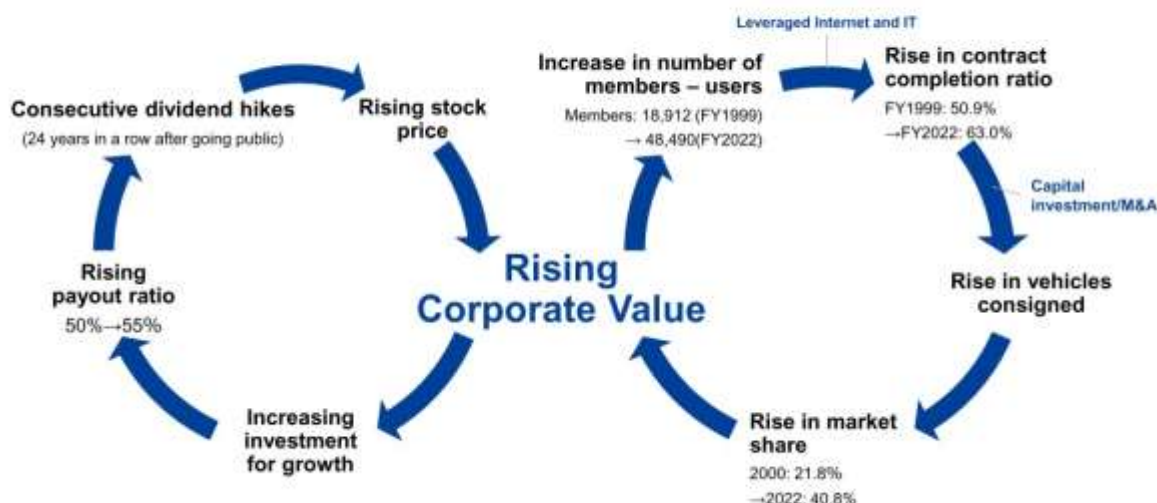 Leveraged Internet and IT
Increase in number of
members – users
Members: 18,912 (FY1999)
→ 48,490(FY2022)
Rise in contract
completion ratio
FY1999: 50.9%
→FY2022: 63.0%
Consecutive dividend hikes
(24 years in a row after going public)
Rising stock
price
Capital
investment/M&A
Rising
Corporate Value
Rising
payout ratio
50%→55%
Rise in vehicles
consigned
Increasing
investment
for growth
Rise in market
share
2000: 21.8%
→2022: 40.8%